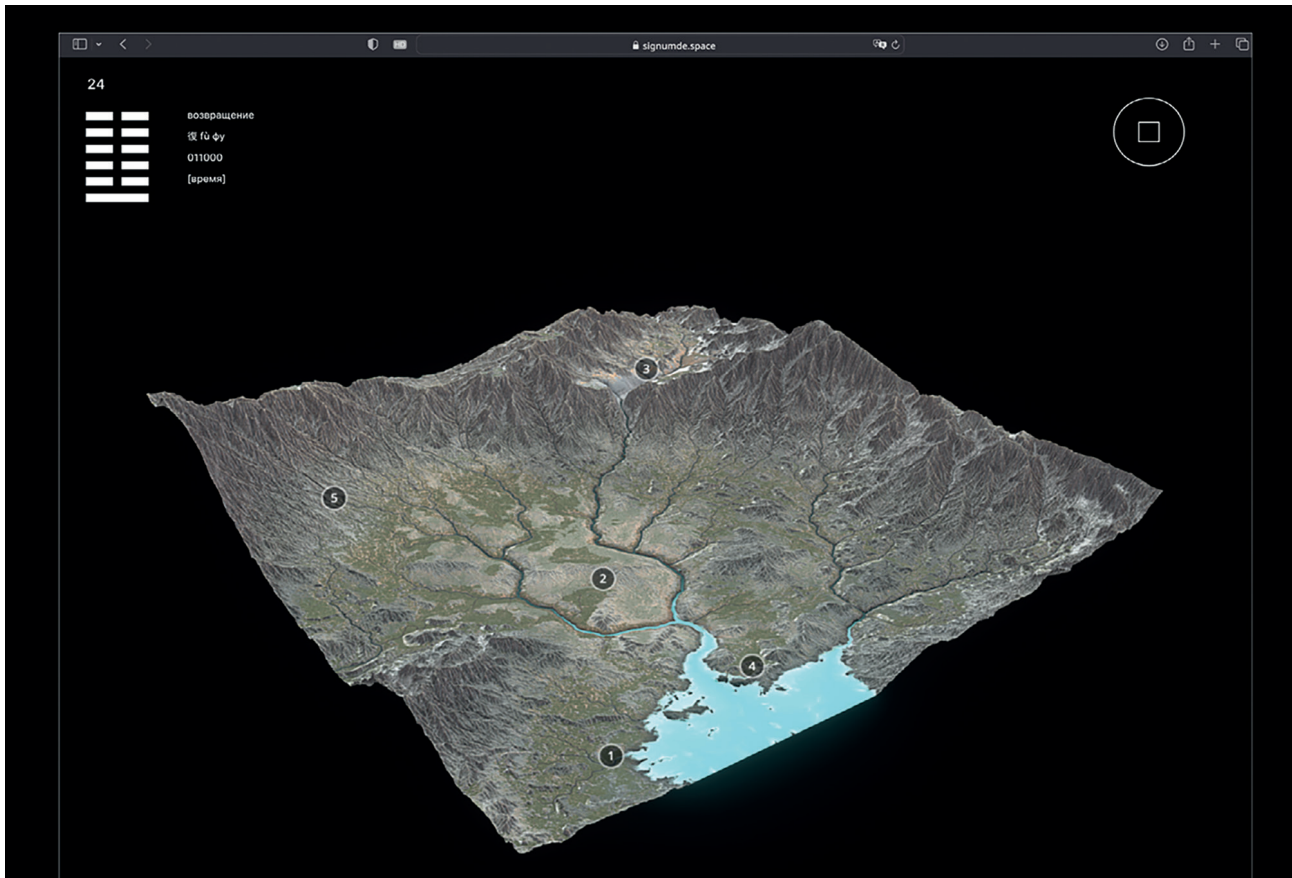 signumde.space
24
возвращение
復 fù фу
011000
[время]
3
5
2
4
1